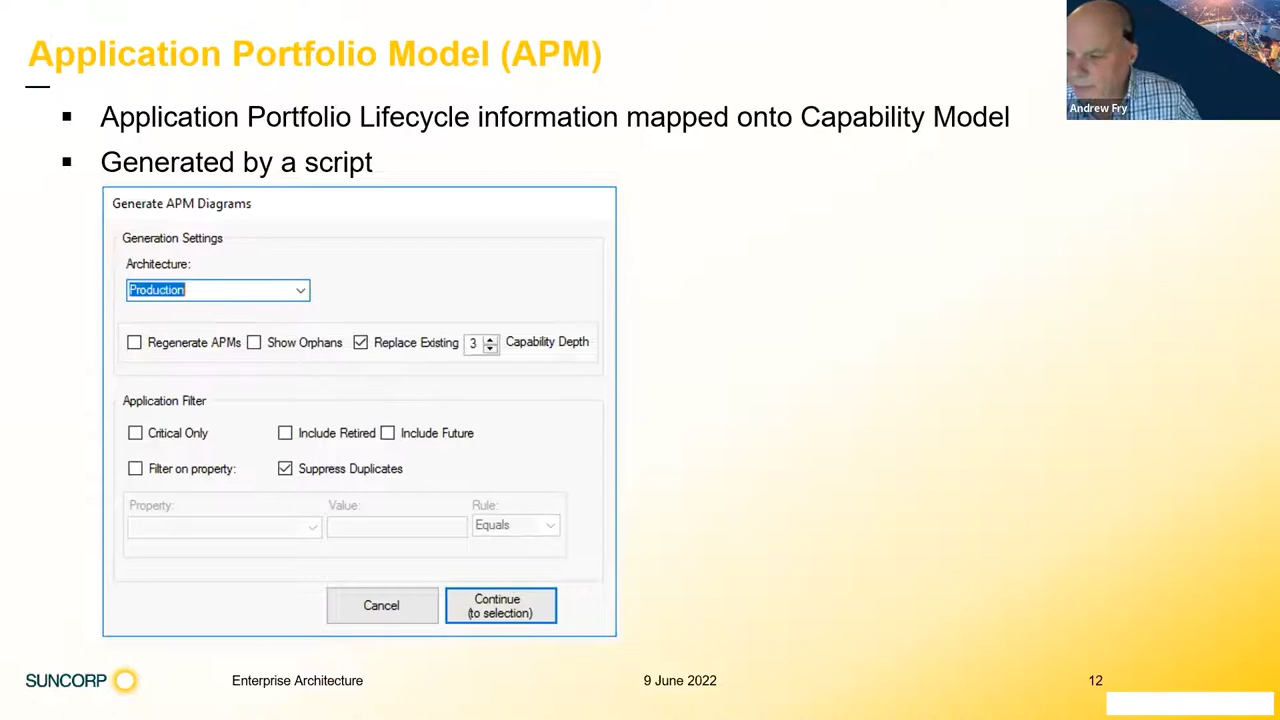 Application Portfolio Model (APM)
Andrew Fry
▪ Application Portfolio Lifecycle information mapped onto Capability Model
▪ Generated by a script
Generate APM Diagrams
Generation Settings
Architecture:
Production
Regenerate APMs Show Orphans Replace Existing 3 Capability Depth
Application Filter
Critical Only Include Retired Include Future
Filter on property: Suppress Duplicates
Property: Value: Rule:
Equals
Cancel
Continue
(to selection)
SUNCORP Enterprise Architecture 9 June 2022 12